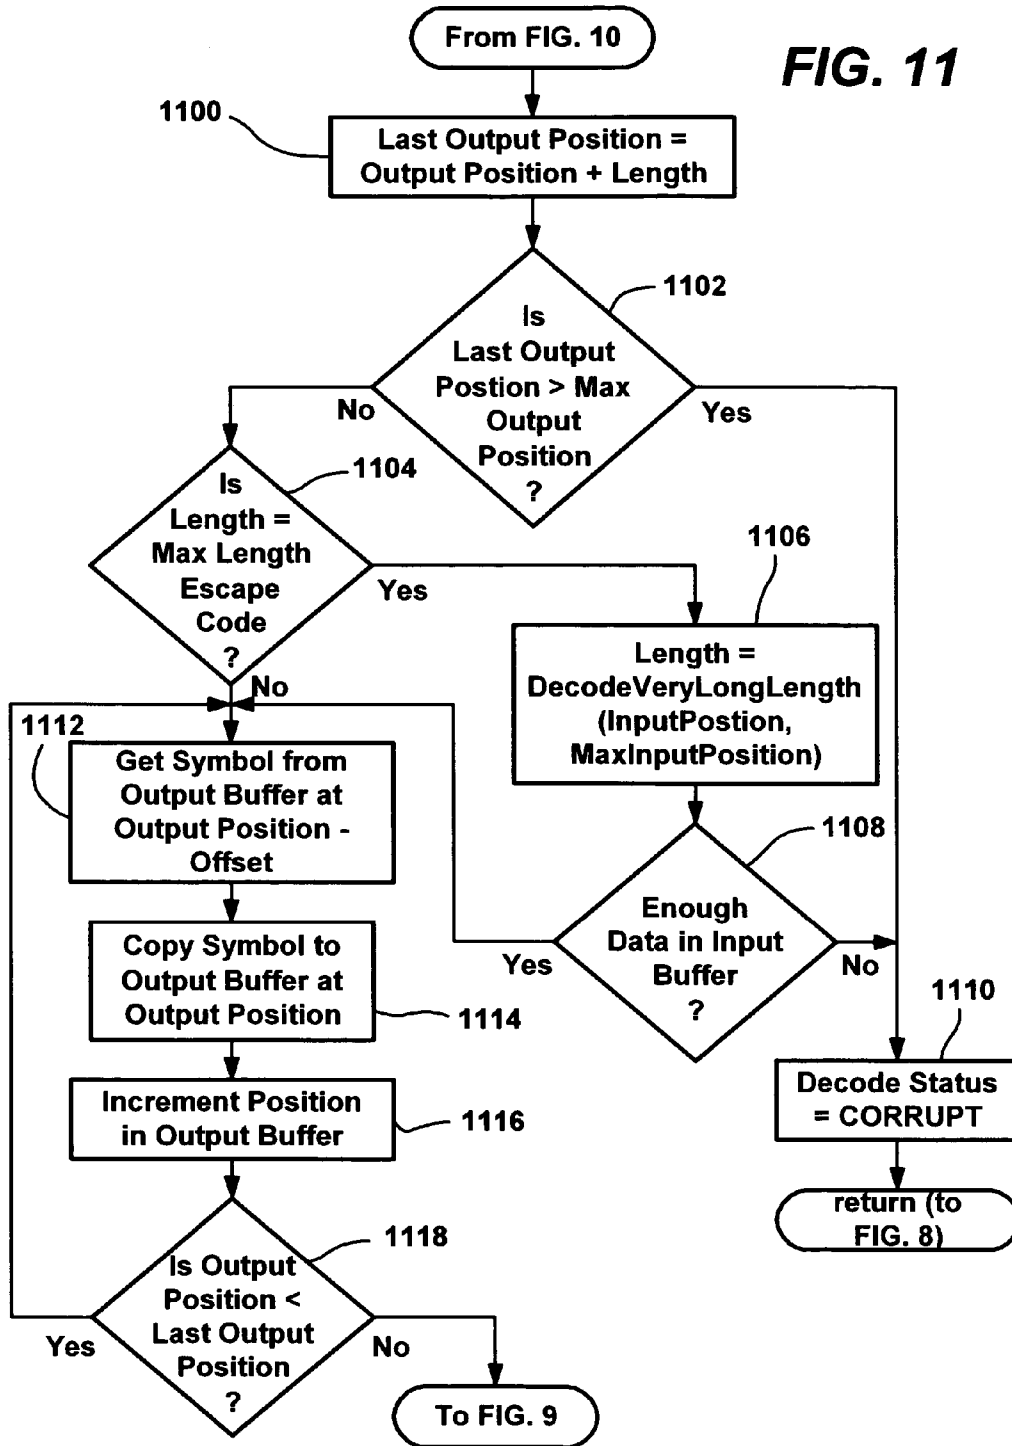 From FIG. 10
FIG. 11
1100
Last Output Position =
Output Position + Length
1102
Is
Last Output
Postion > Max
Output
Position
?
No
Yes
1104
Is
Length =
Max Length
Escape
Code
?
Yes
No
1106
Length =
DecodeVeryLongLength
(InputPostion,
MaxInputPosition)
1112
Get Symbol from
Output Buffer at
Output Position -
Offset
1108
Enough
Data in Input
Buffer
?
Yes
No
Copy Symbol to
Output Buffer at
Output Position
1114
1110
Decode Status
= CORRUPT
Increment Position
in Output Buffer
1116
return (to
FIG. 8)
1118
Is Output
Position <
Last Output
Position
?
Yes
No
To FIG. 9